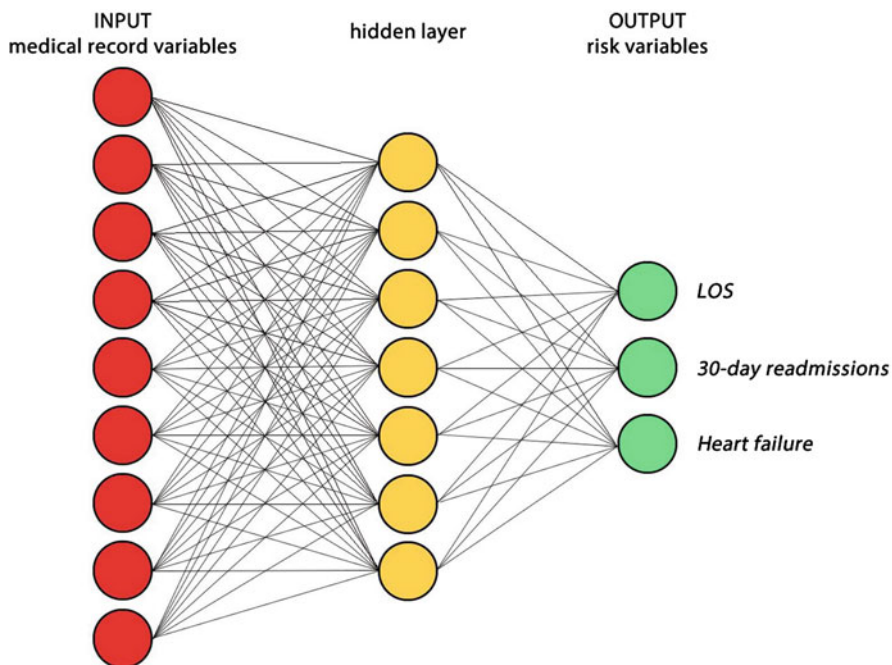 INPUT
medical record variables
hidden layer
OUTPUT
risk variables
LOS
30-day readmissions
Heart failure